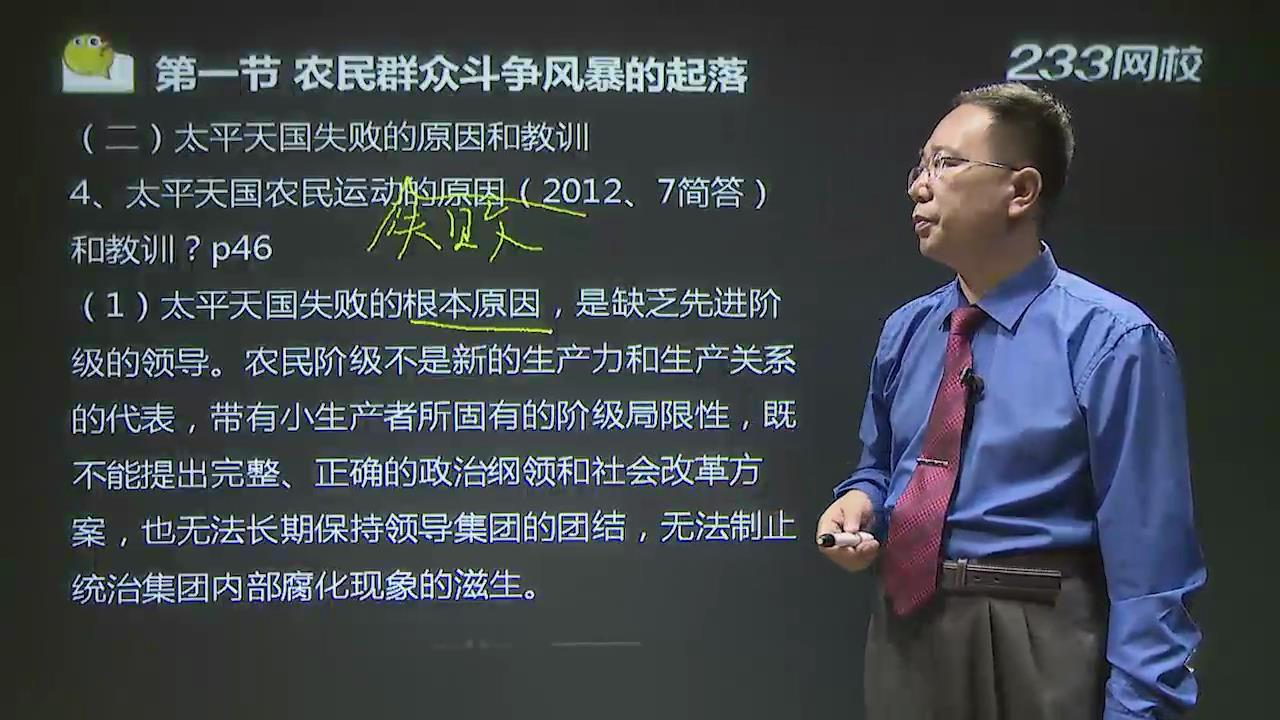 233网校
第一节 农民群众斗争风暴的起落
（二）太平天国失败的原因和教训
4、太平天国农民运动的原因（2012、7简答）
失败
和教训？p46
（1）太平天国失败的根本原因，是缺乏先进阶
级的领导。农民阶级不是新的生产力和生产关系
的代表，带有小生产者所固有的阶级局限性，既
不能提出完整、正确的政治纲领和社会改革方
案，也无法长期保持领导集团的团结，无法制止
统治集团内部腐化现象的滋生。